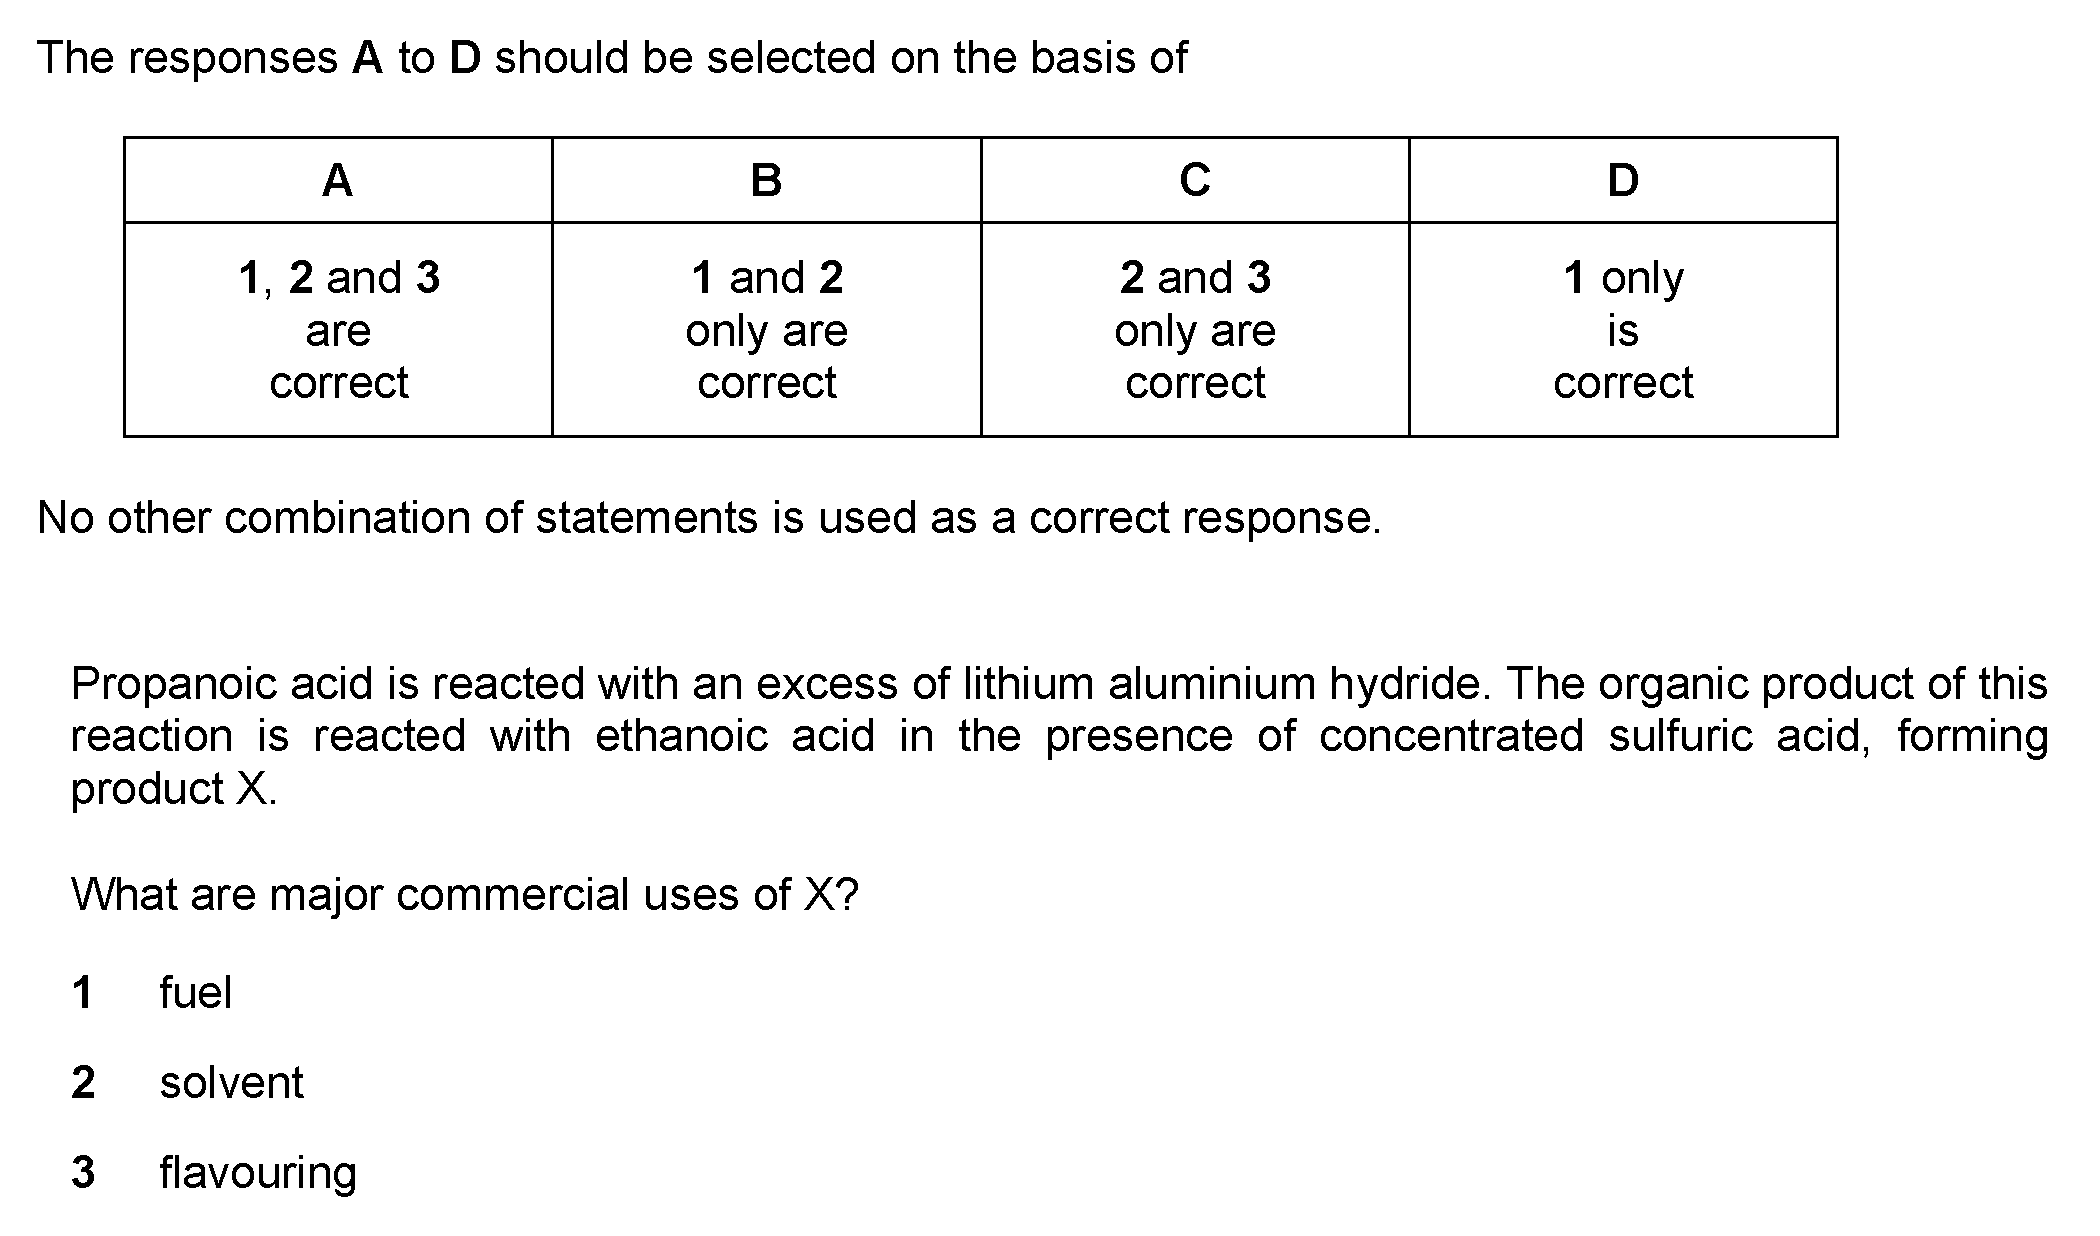 The responses A to D should be selected on the basis of
A B C D
1, 2 and 3 1 and 2 2 and 3 1 only
are only are only are is
correct correct correct correct
No other combination of statements is used as a correct response.
Propanoic acid is reacted with an excess of lithium aluminium hydride. The organic product of this
reaction is reacted with ethanoic acid in the presence of concentrated sulfuric acid, forming
product X.
What are major commercial uses of X?
1 fuel
2 solvent
3 flavouring